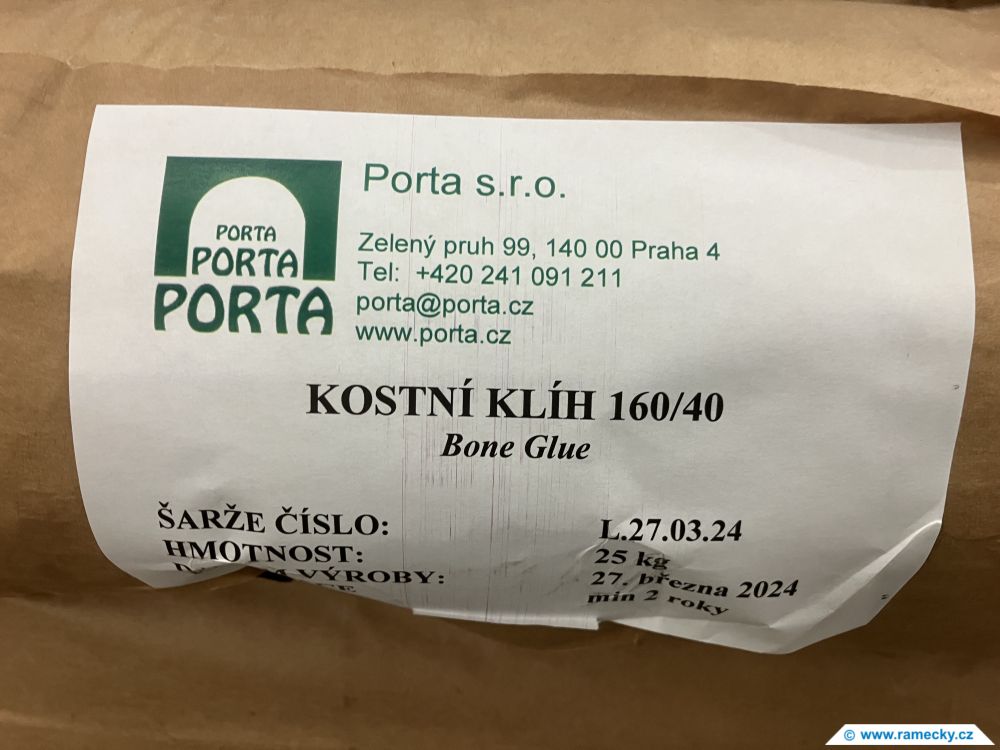 PORTA
PORTA
PORTA
Porta s.r.o.
Zelený pruh 99, 140 00 Praha 4
Tel: +420 241 091 211
porta@porta.cz
www.porta.cz
KOSTNÍ KLÍH 160/40
Bone Glue
ŠARŽE ČÍSLO: L.27.03.24
HMOTNOST: 25 kg
VÝROBY: 27. března 2024
min 2 roky
© www.ramecky.cz